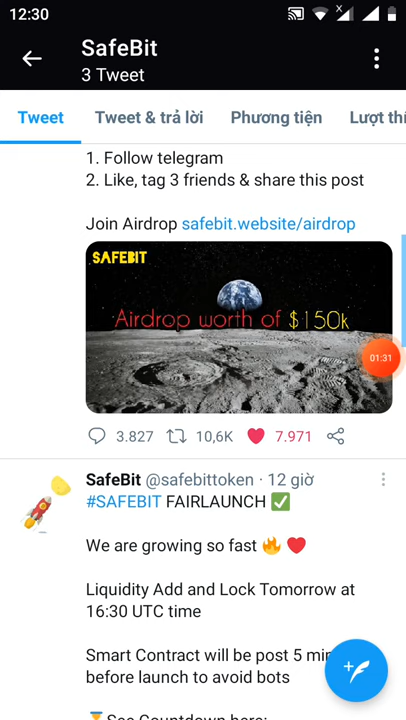 12:30
SafeBit
3 Tweet
Tweet
Tweet & trả lời
Phương tiện
Lượt thí
1. Follow telegram
2. Like, tag 3 friends & share this post
Join Airdrop safebit.website/airdrop
SAFEBIT
Airdrop worth of $150k
01:31
3.827
10,6K
7.971
SafeBit @safebittoken · 12 giờ
#SAFEBIT FAIRLAUNCH ✅
We are growing so fast 🔥 ❤️
Liquidity Add and Lock Tomorrow at
16:30 UTC time
Smart Contract will be post 5 min
before launch to avoid bots
⏳See Countdown here: